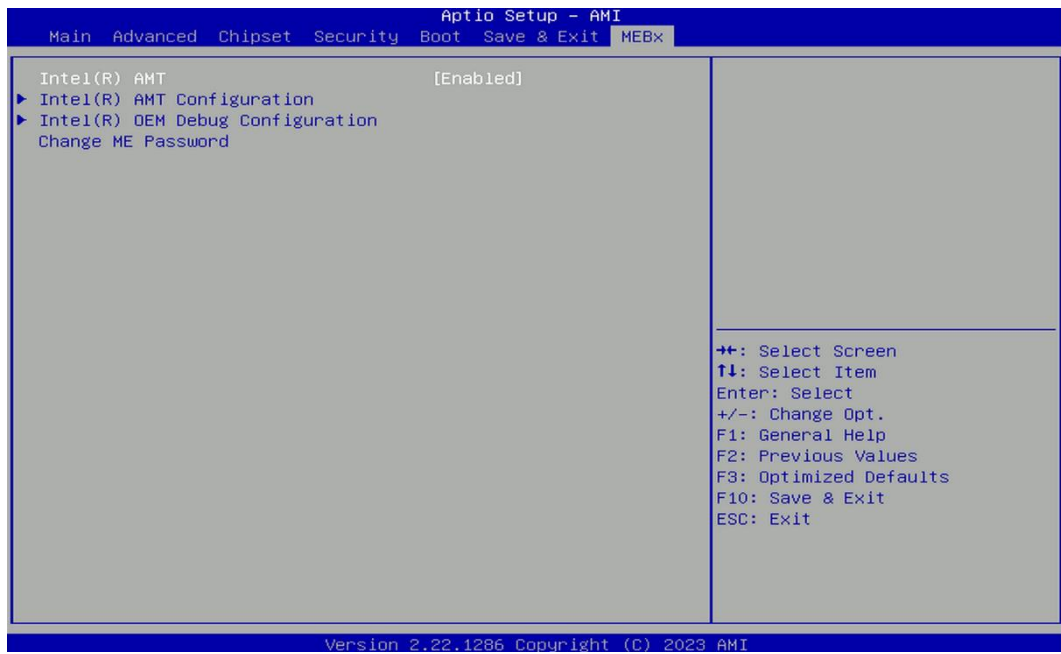 Aptio Setup – AMI
Main Advanced Chipset Security Boot Save & Exit MEBx
Intel(R) AMT [Enabled]
► Intel(R) AMT Configuration
► Intel(R) OEM Debug Configuration
Change ME Password
→←: Select Screen
↑↓: Select Item
Enter: Select
+/-: Change Opt.
F1: General Help
F2: Previous Values
F3: Optimized Defaults
F10: Save & Exit
ESC: Exit
Version 2.22.1286 Copyright (C) 2023 AMI